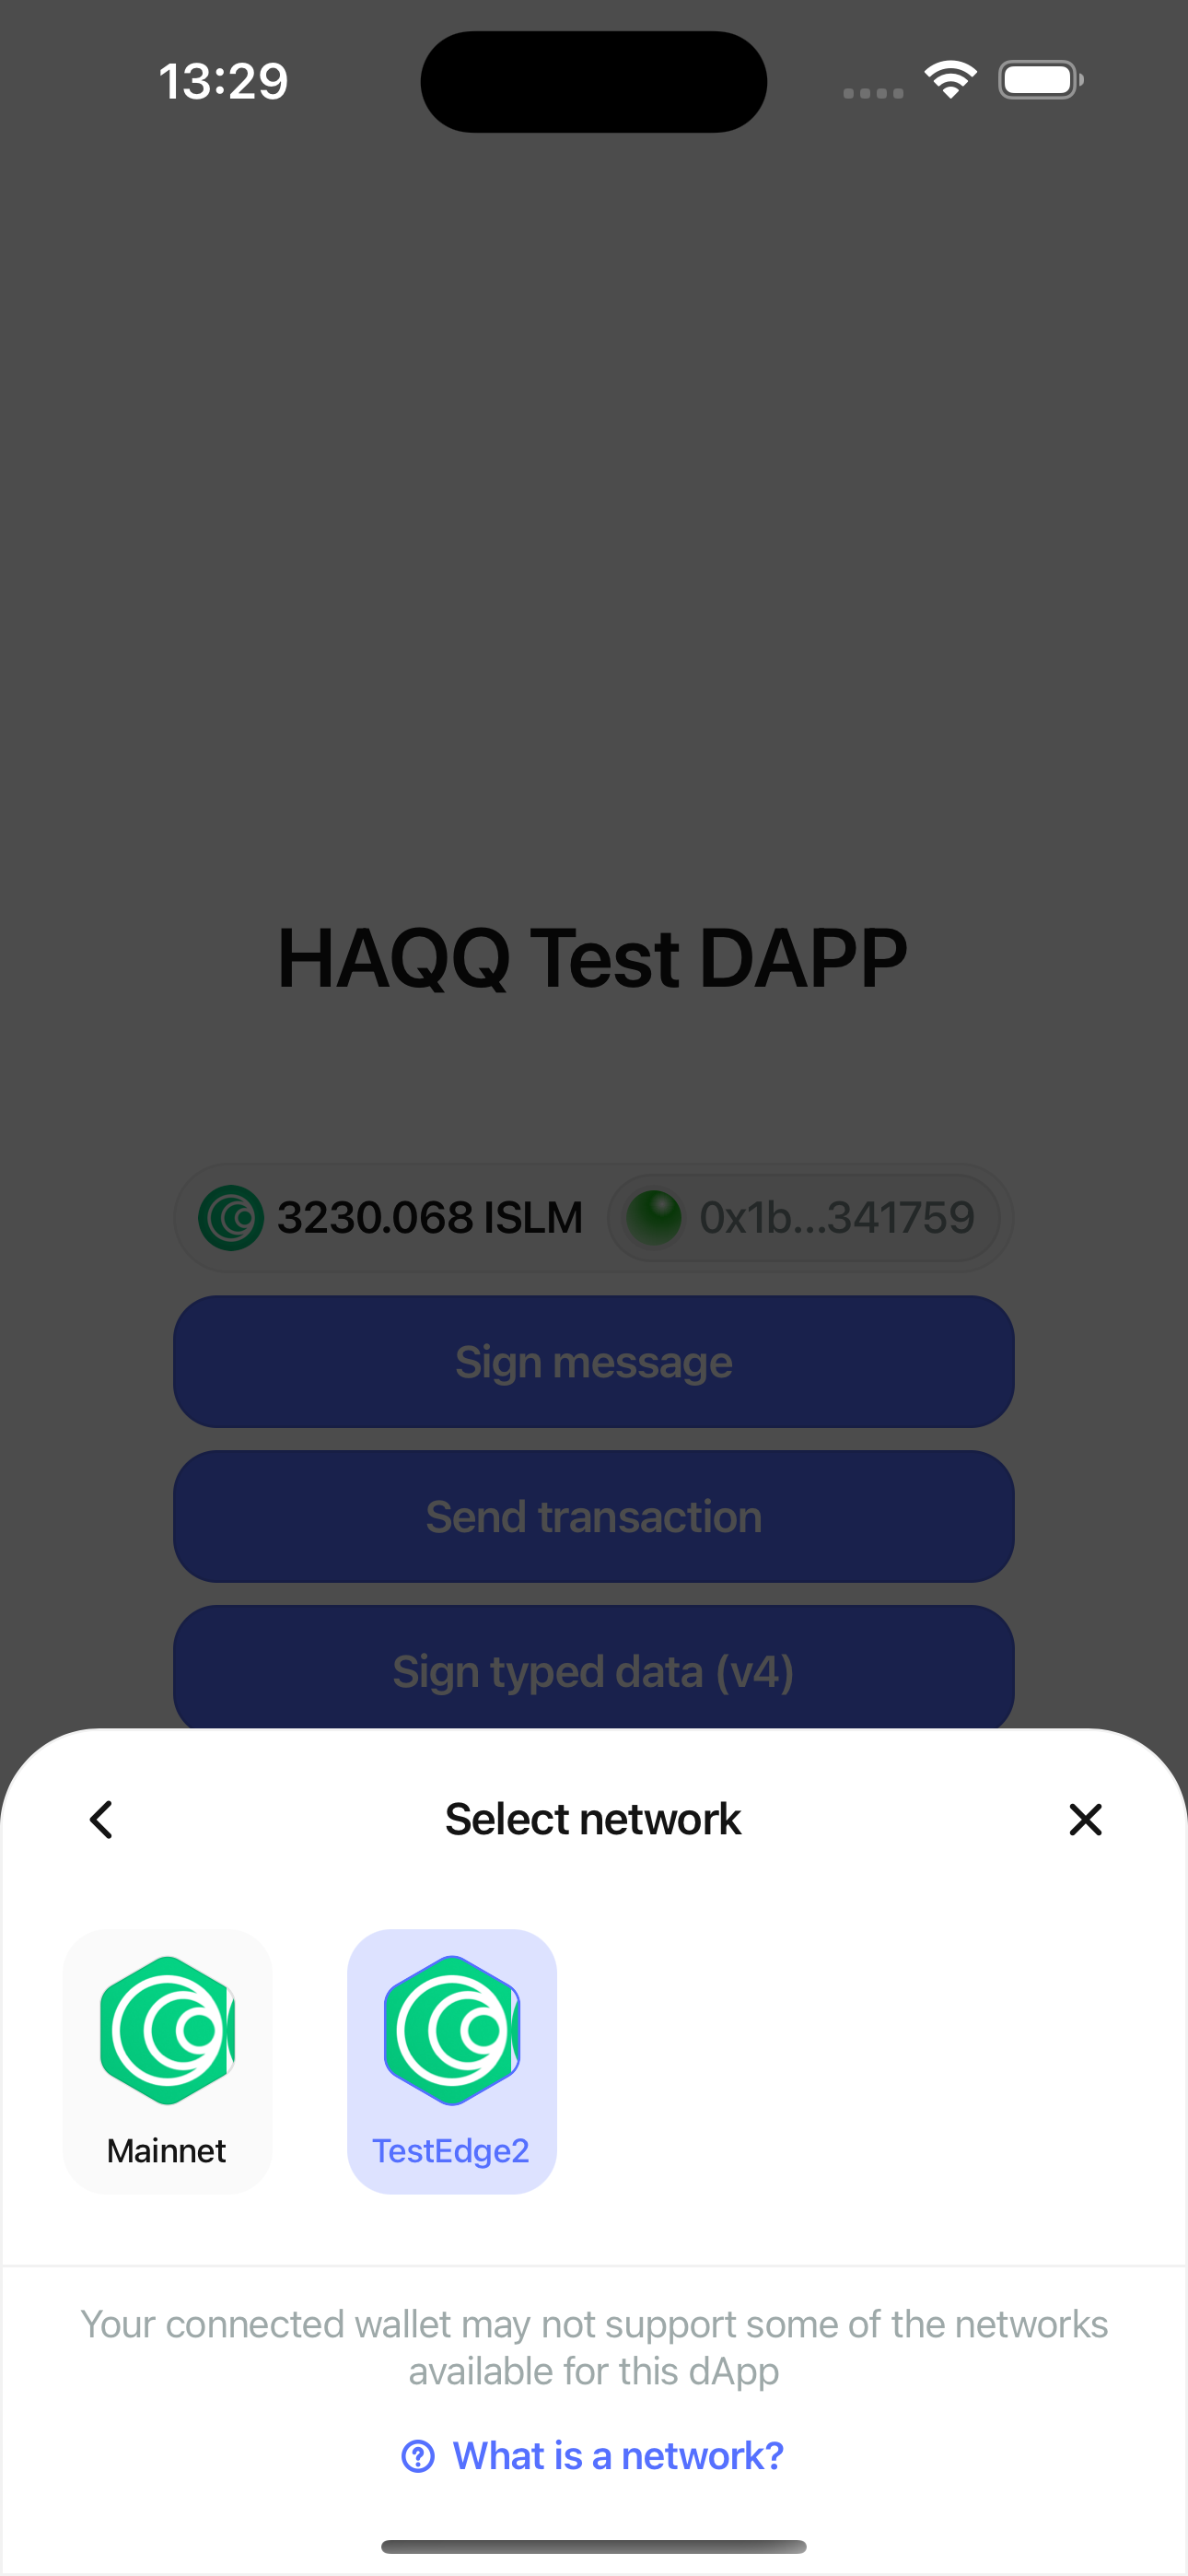 13:29
HAQQ Test DAPP
3230.068 ISLM 0x1b...341759
Sign message
Send transaction
Sign typed data (v4)
Select network
Mainnet TestEdge2
Your connected wallet may not support some of the networks
available for this dApp
What is a network?